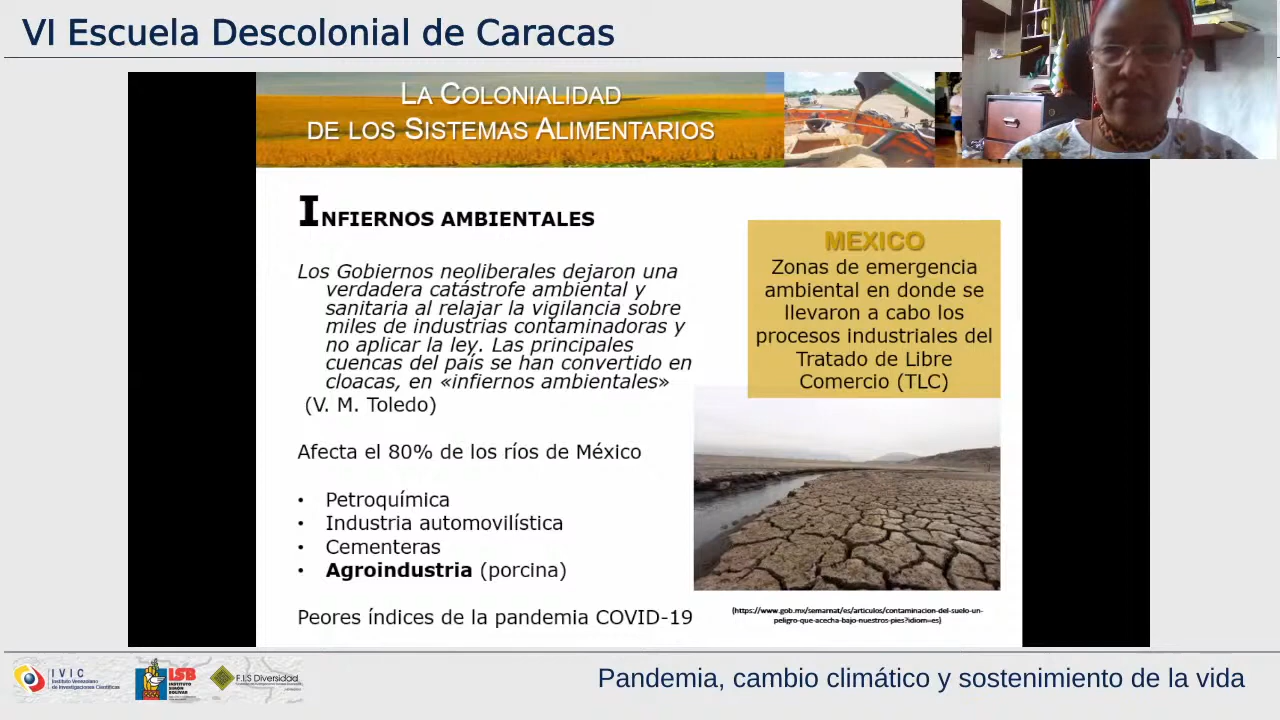 VI Escuela Descolonial de Caracas
LA COLONIALIDAD
DE LOS SISTEMAS ALIMENTARIOS
INFIERNOS AMBIENTALES
Los Gobiernos neoliberales dejaron una
verdadera catástrofe ambiental y
sanitaria al relajar la vigilancia sobre
miles de industrias contaminadoras y
no aplicar la ley. Las principales
cuencas del país se han convertido en
cloacas, en «infiernos ambientales»
(V. M. Toledo)
Afecta el 80% de los ríos de México
• Petroquímica
• Industria automovilística
• Cementeras
• Agroindustria (porcina)
Peores índices de la pandemia COVID-19
MEXICO
Zonas de emergencia
ambiental en donde se
llevaron a cabo los
procesos industriales del
Tratado de Libre
Comercio (TLC)
(https://www.gob.mx/semarnat/es/articulos/contaminacion-del-suelo-un-
peligro-que-acecha-bajo-nuestros-pies?idiom=es)
IVIC
Instituto Venezolano
de Investigaciones Científicas
ISB
INSTITUTO
SIMÓN
BOLÍVAR
F.I.S Diversidad
Pandemia, cambio climático y sostenimiento de la vida